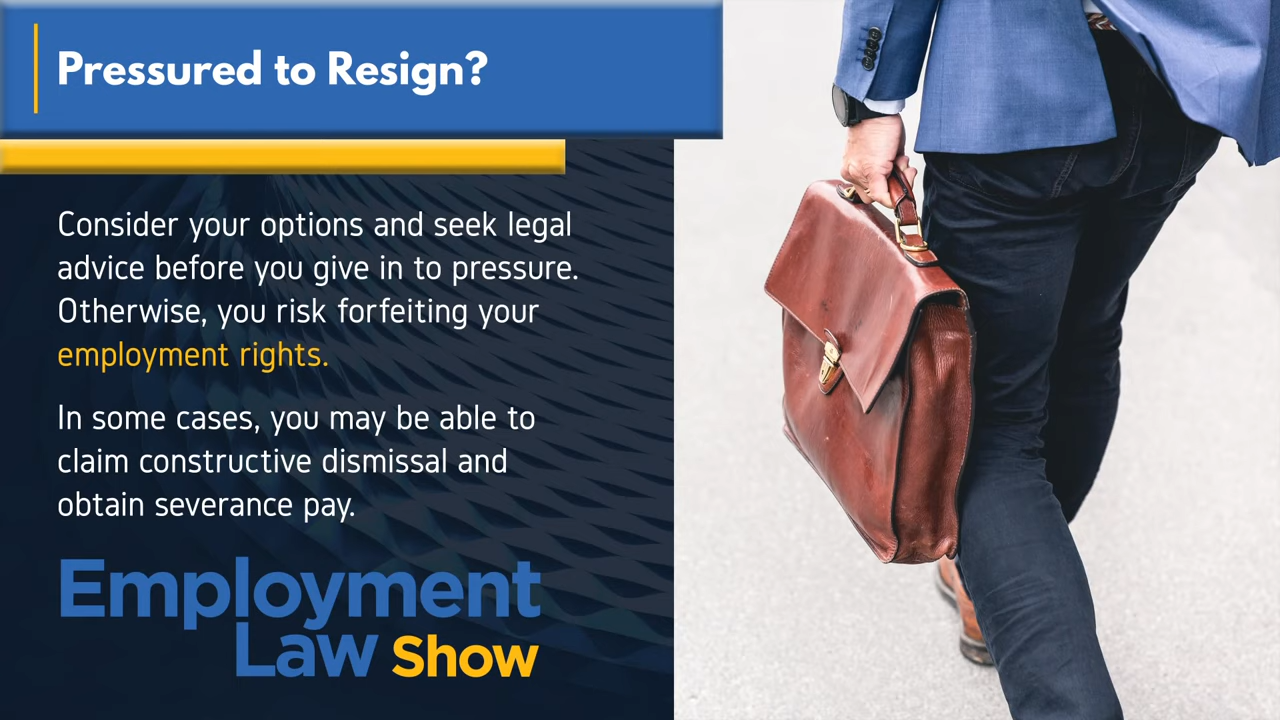 Pressured to Resign?
Consider your options and seek legal
advice before you give in to pressure.
Otherwise, you risk forfeiting your
employment rights.
In some cases, you may be able to
claim constructive dismissal and
obtain severance pay.
Employment
Law Show